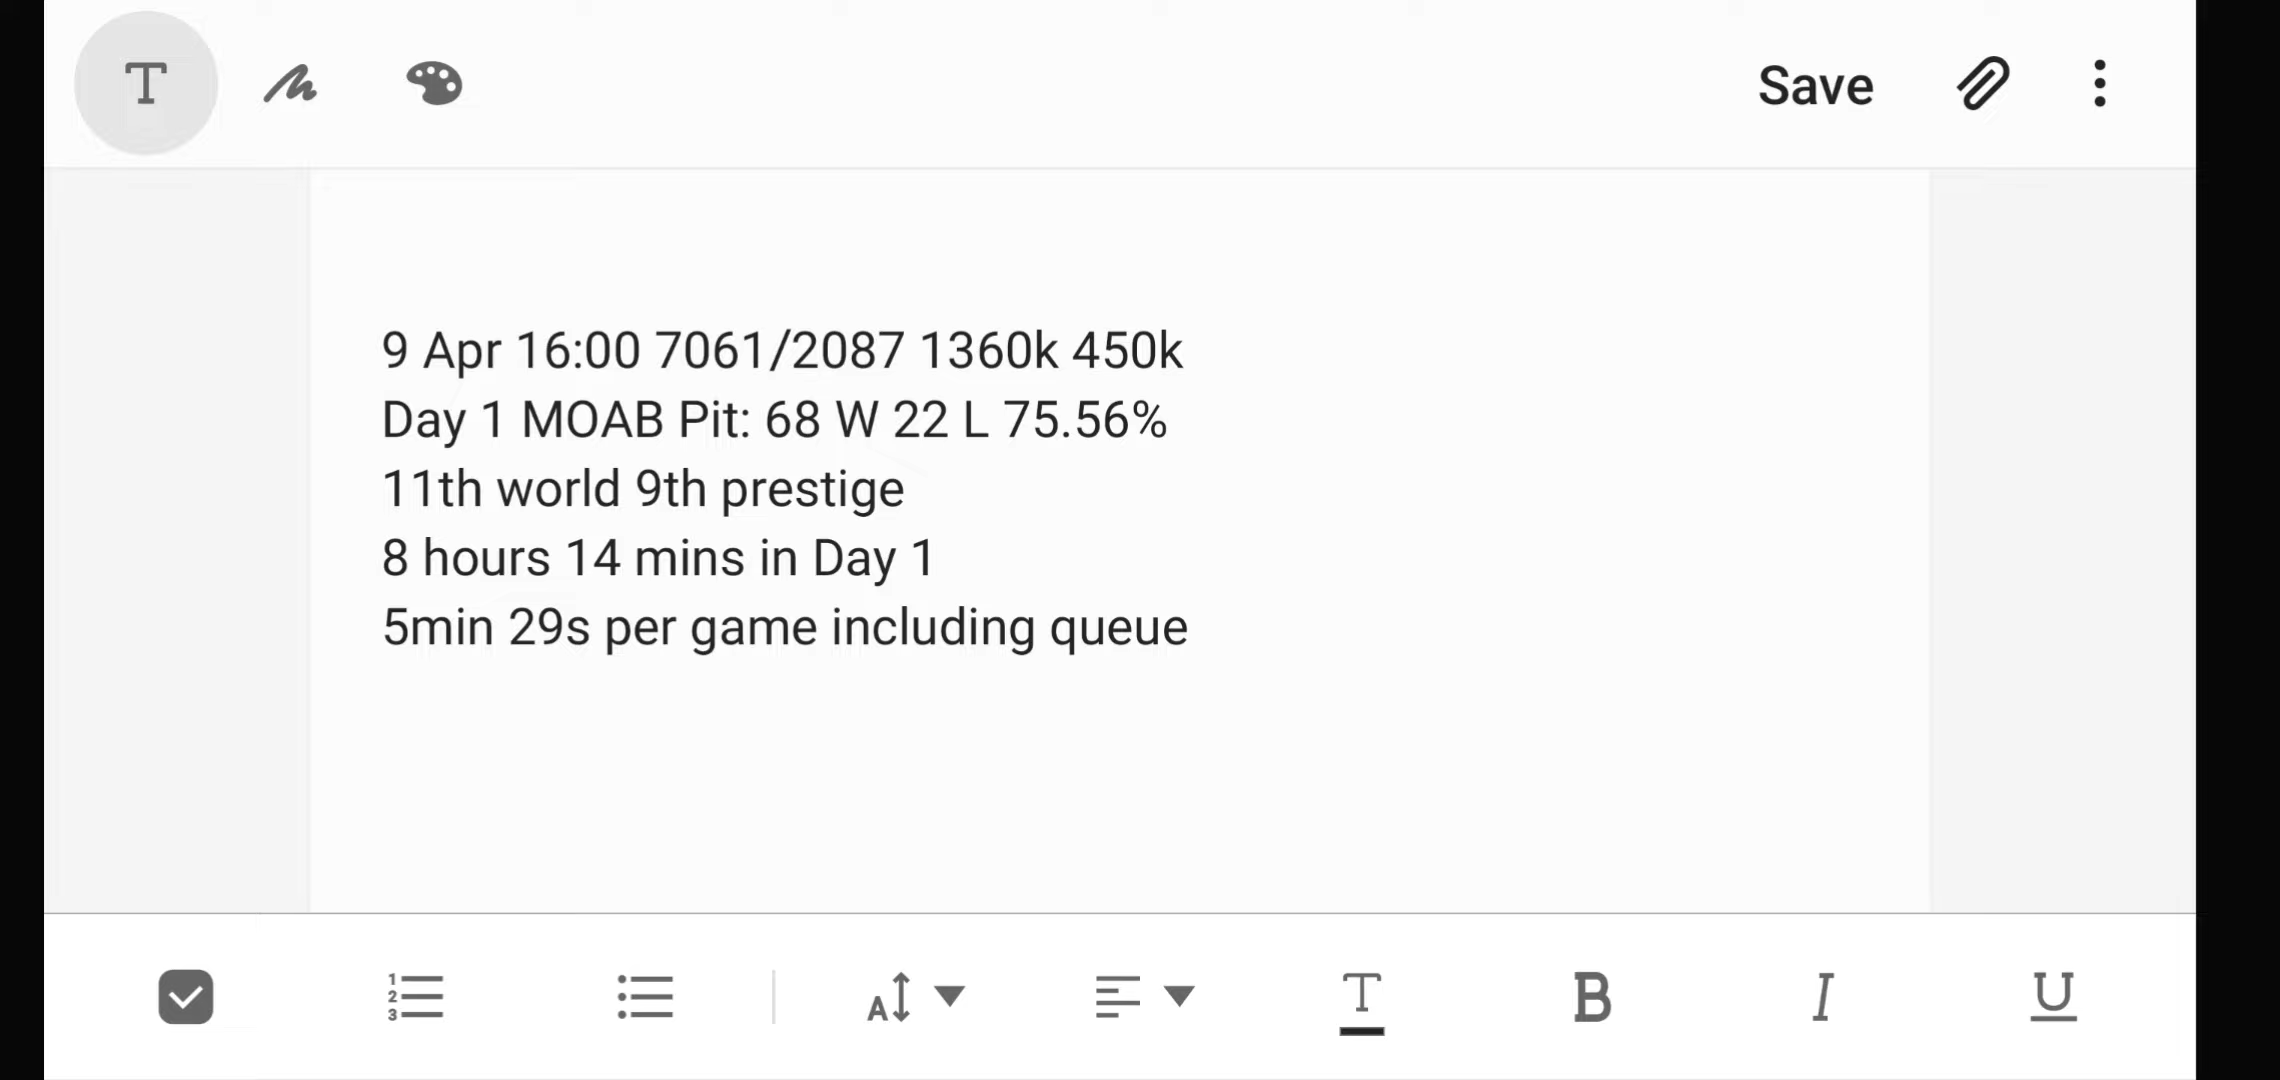 Save
9 Apr 16:00 7061/2087 1360k 450k
Day 1 MOAB Pit: 68 W 22 L 75.56%
11th world 9th prestige
8 hours 14 mins in Day 1
5min 29s per game including queue